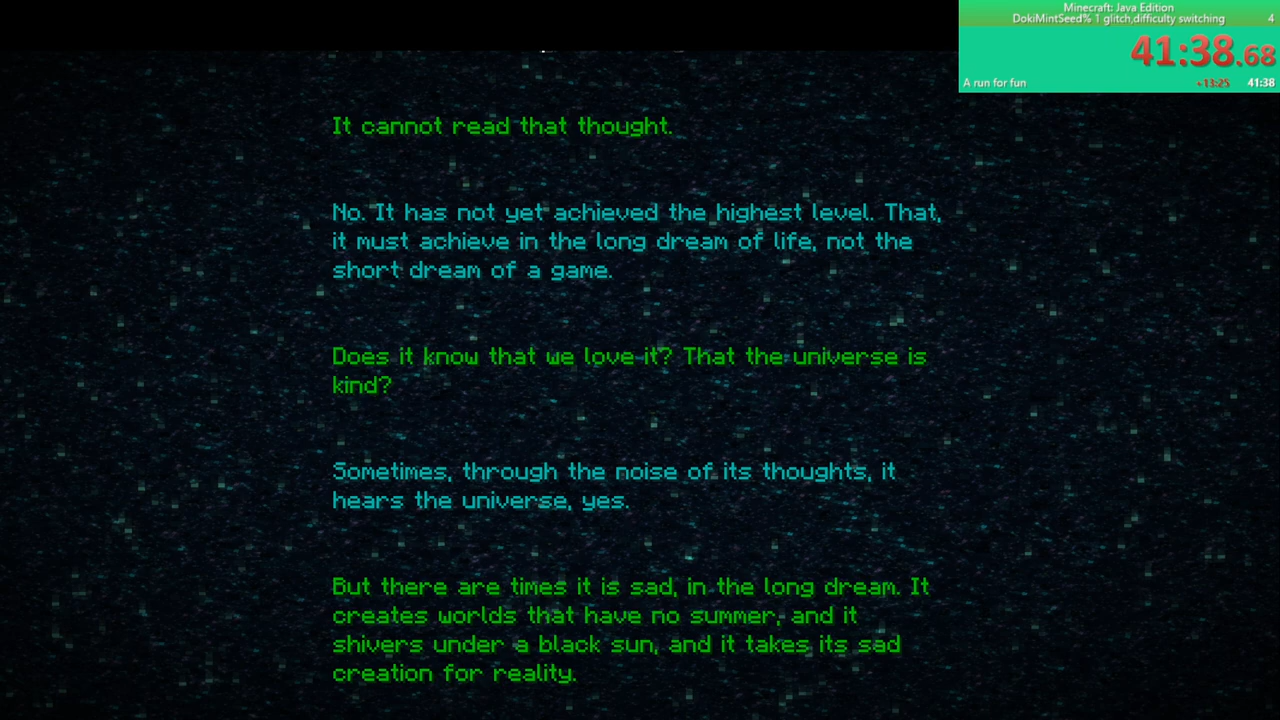 Minecraft: Java Edition
DokiMintSeed% 1 glitch,difficulty switching 4
41:38.68
A run for fun +13:25 41:38
It cannot read that thought.
No. It has not yet achieved the highest level. That,
it must achieve in the long dream of life, not the
short dream of a game.
Does it know that we love it? That the universe is
kind?
Sometimes, through the noise of its thoughts, it
hears the universe, yes.
But there are times it is sad, in the long dream. It
creates worlds that have no summer, and it
shivers under a black sun, and it takes its sad
creation for reality.